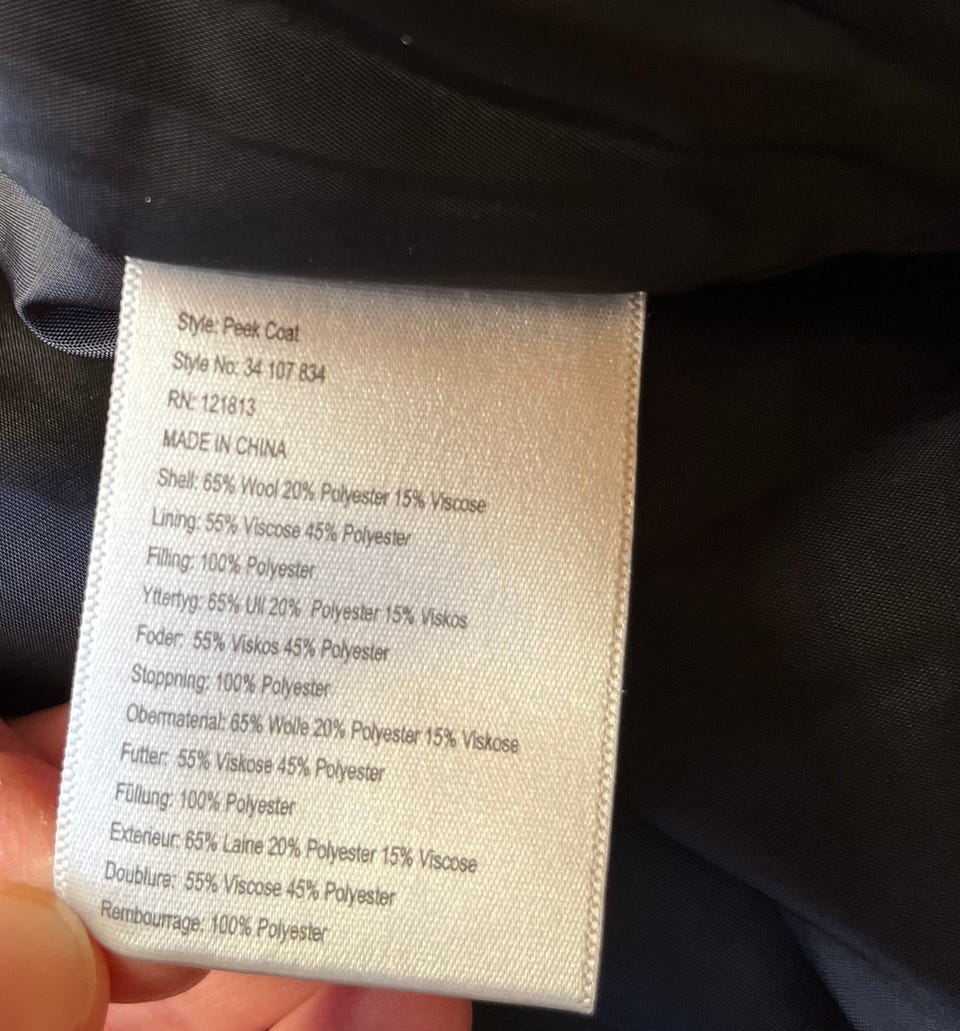 Style: Peek Coat
Style No: 34 107 834
RN: 121813
MADE IN CHINA
Shell: 65% Wool 20% Polyester 15% Viscose
Lining: 55% Viscose 45% Polyester
Filling: 100% Polyester
Yttertyg: 65% Ull 20% Polyester 15% Viskos
Foder: 55% Viskos 45% Polyester
Stoppning: 100% Polyester
Obermaterial: 65% Wolle 20% Polyester 15% Viskose
Futter: 55% Viskose 45% Polyester
Füllung: 100% Polyester
Exterieur: 65% Laine 20% Polyester 15% Viscose
Doublure: 55% Viscose 45% Polyester
Rembourrage: 100% Polyester